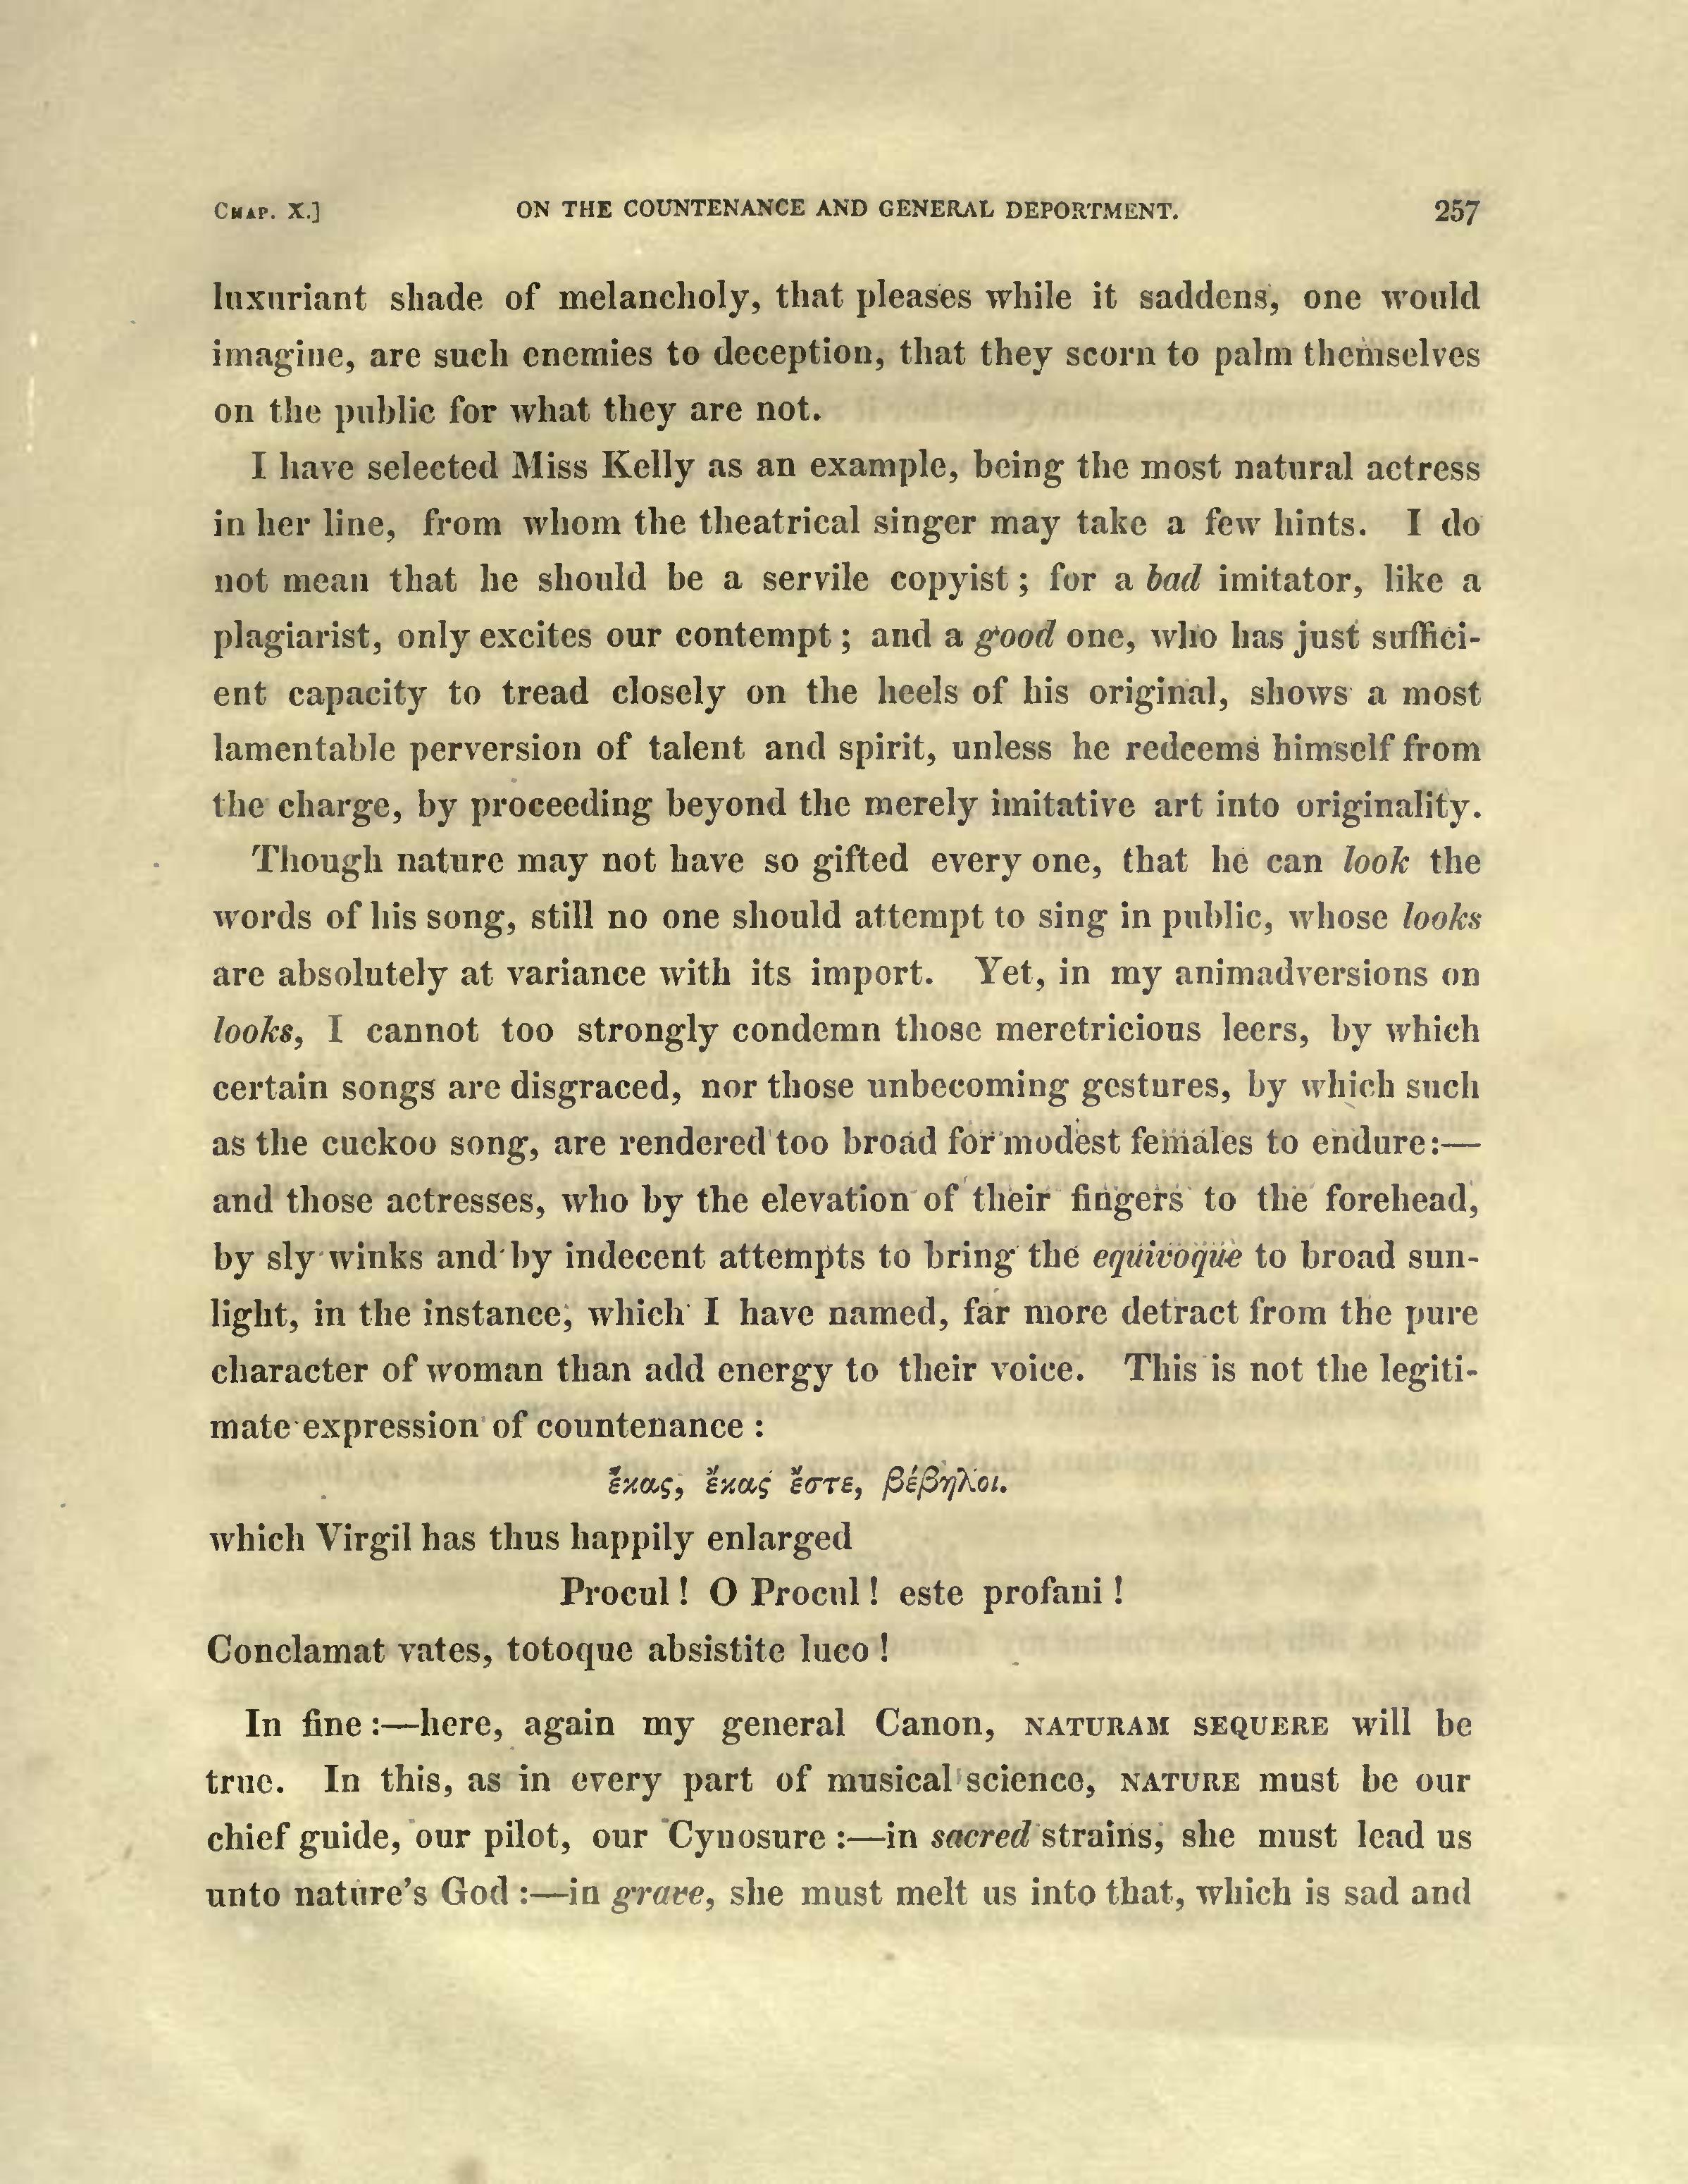 CHAP. X.] ON THE COUNTENANCE AND GENERAL DEPORTMENT. 257
luxuriant shade of melancholy, that pleases while it saddens, one would
imagine, are such enemies to deception, that they scorn to palm themselves
on the public for what they are not.
I have selected Miss Kelly as an example, being the most natural actress
in her line, from whom the theatrical singer may take a few hints. I do
not mean that he should be a servile copyist; for a bad imitator, like a
plagiarist, only excites our contempt; and a good one, who has just suffici-
ent capacity to tread closely on the heels of his original, shows a most
lamentable perversion of talent and spirit, unless he redeems himself from
the charge, by proceeding beyond the merely imitative art into originality.
Though nature may not have so gifted every one, that he can look the
words of his song, still no one should attempt to sing in public, whose looks
are absolutely at variance with its import. Yet, in my animadversions on
looks, I cannot too strongly condemn those meretricious leers, by which
certain songs are disgraced, nor those unbecoming gestures, by which such
as the cuckoo song, are rendered too broad for modest females to endure:—
and those actresses, who by the elevation of their fingers to the forehead,
by sly winks and by indecent attempts to bring the equivoque to broad sun-
light, in the instance, which I have named, far more detract from the pure
character of woman than add energy to their voice. This is not the legiti-
mate expression of countenance :
ἔκας, ἔκας ἔστε, βέβηλοι.
which Virgil has thus happily enlarged
Procul! O Procul! este profani!
Conclamat vates, totoque absistite luco!
In fine:—here, again my general Canon, NATURAM SEQUERE will be
true. In this, as in every part of musical science, NATURE must be our
chief guide, our pilot, our Cynosure :—in sacred strains, she must lead us
unto nature's God :—in grave, she must melt us into that, which is sad and